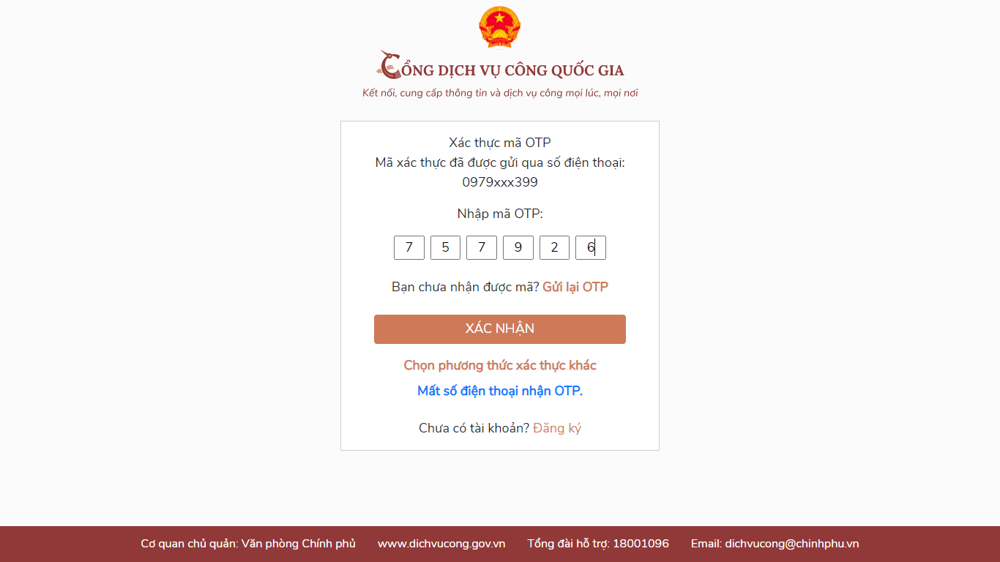 CỔNG DỊCH VỤ CÔNG QUỐC GIA
Kết nối, cung cấp thông tin và dịch vụ công mọi lúc, mọi nơi
Xác thực mã OTP
Mã xác thực đã được gửi qua số điện thoại:
0979xxx399
Nhập mã OTP:
7 5 7 9 2 6
Bạn chưa nhận được mã? Gửi lại OTP
XÁC NHẬN
Chọn phương thức xác thực khác
Mất số điện thoại nhận OTP.
Chưa có tài khoản? Đăng ký
Cơ quan chủ quản: Văn phòng Chính phủ www.dichvucong.gov.vn Tổng đài hỗ trợ: 18001096 Email: dichvucong@chinhphu.vn